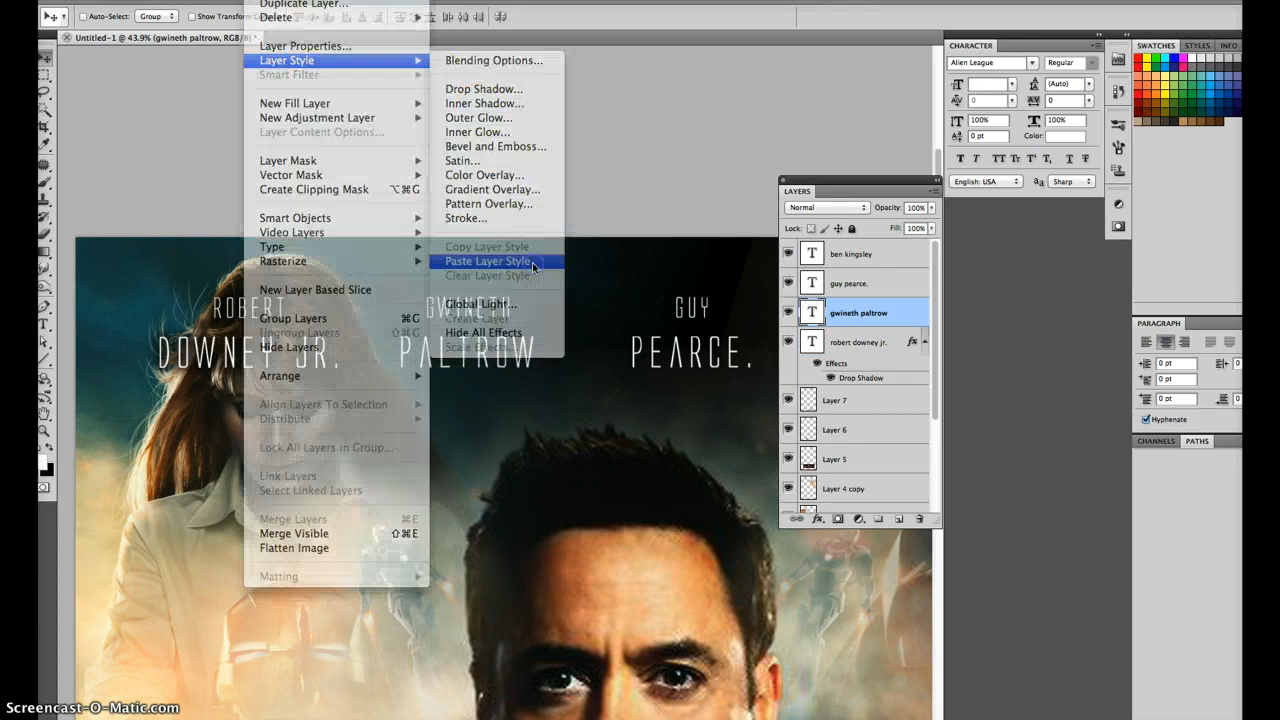 Duplicate Layer...
Auto-Select: Group Show Transform
Delete
Untitled-1 @ 43.9% (gwineth paltrow, RGB/8) *
Layer Properties...
Layer Style
Smart Filter
New Fill Layer
New Adjustment Layer
Layer Content Options...
Layer Mask
Vector Mask
Create Clipping Mask ⌥⌘G
Smart Objects
Video Layers
Type
Rasterize
New Layer Based Slice
Group Layers ⌘G
Ungroup Layers ⇧⌘G
Hide Layers
Arrange
Align Layers To Selection
Distribute
Lock All Layers in Group...
Link Layers
Select Linked Layers
Merge Layers ⌘E
Merge Visible ⇧⌘E
Flatten Image
Matting
Blending Options...
Drop Shadow...
Inner Shadow...
Outer Glow...
Inner Glow...
Bevel and Emboss...
Satin...
Color Overlay...
Gradient Overlay...
Pattern Overlay...
Stroke...
Copy Layer Style
Paste Layer Style
Clear Layer Style
Global Light...
Create Layer
Hide All Effects
Scale Effects...
ROBERT GWINETH GUY
DOWNEY JR. PALTROW PEARCE.
LAYERS
Normal Opacity: 100%
Lock: Fill: 100%
T ben kingsley
T guy pearce.
T gwineth paltrow
T robert downey jr. fx
Effects
Drop Shadow
Layer 7
Layer 6
Layer 5
Layer 4 copy
CHARACTER
Alien League Regular
(Auto)
0 0
100% 100%
0 pt Color:
T T TT Tr T¹ T₁ T T
English: USA aa Sharp
SWATCHES STYLES INFO
PARAGRAPH
0 pt 0
0 pt
0 pt 0
Hyphenate
CHANNELS PATHS
Screencast-O-Matic.com